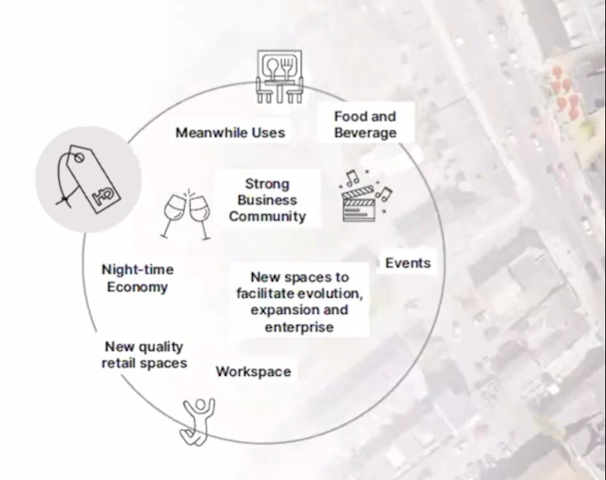 Meanwhile Uses
Food and
Beverage
Strong
Business
Community
Night-time
Economy
Events
New spaces to
facilitate evolution,
expansion and
enterprise
New quality
retail spaces
Workspace